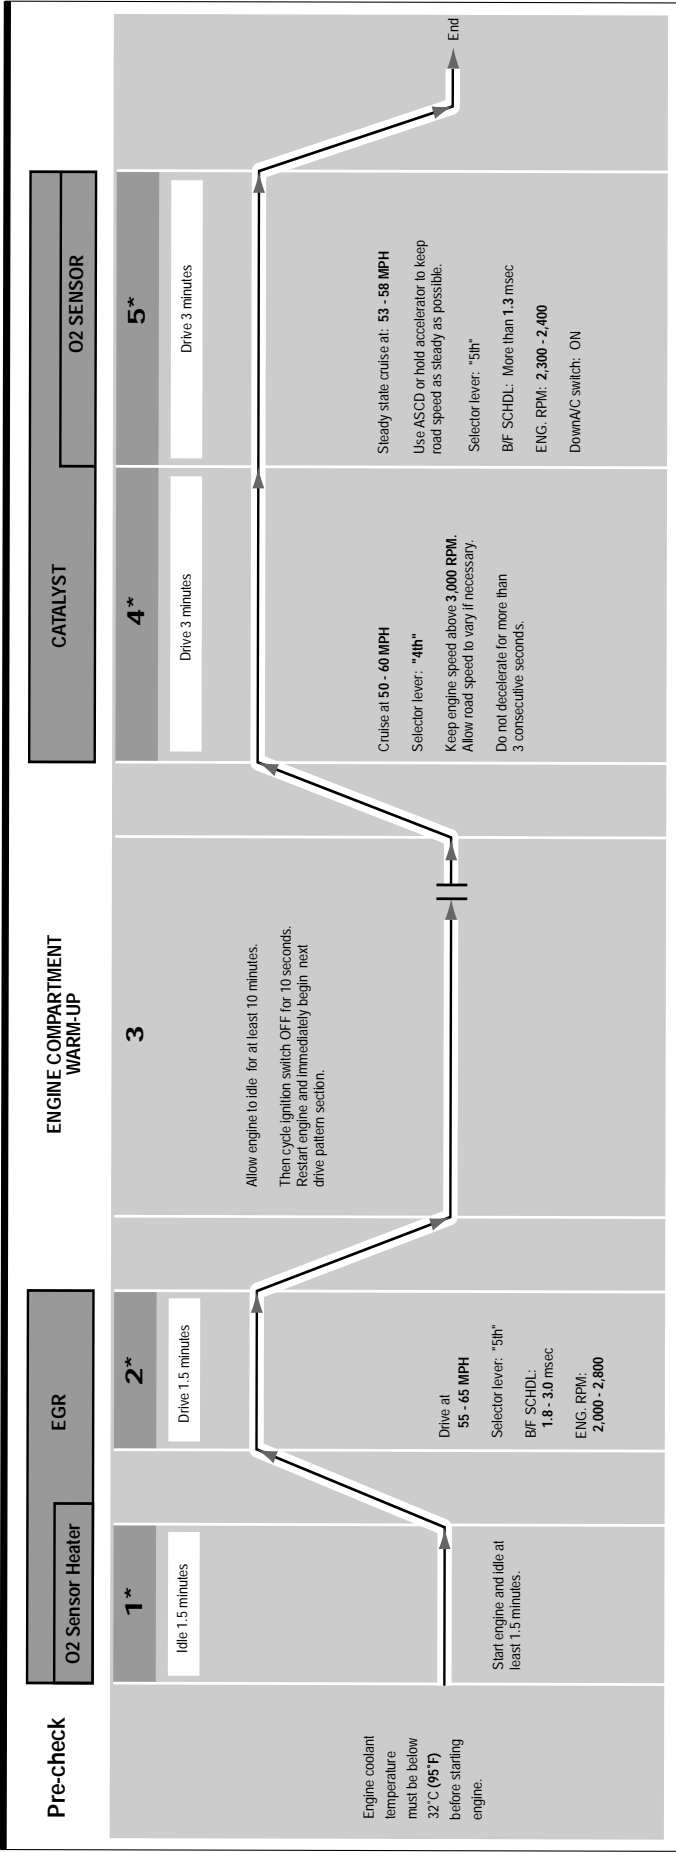 Pre-check
EGR
O2 Sensor Heater
ENGINE COMPARTMENT
WARM-UP
CATALYST
O2 SENSOR
Engine coolant
temperature
must be below
32˚C (95˚F)
before starting
engine.
1*
Idle 1.5 minutes
Start engine and idle at
least 1.5 minutes.
2*
Drive 1.5 minutes
Drive at
55 - 65 MPH
Selector lever: "5th"
B/F SCHDL:
1.8 - 3.0 msec
ENG. RPM:
2,000 - 2,800
3
Allow engine to idle for at least 10 minutes.
Then cycle ignition switch OFF for 10 seconds.
Restart engine and immediately begin next
drive pattern section.
4*
Drive 3 minutes
Cruise at 50 - 60 MPH
Selector lever: "4th"
Keep engine speed above 3,000 RPM.
Allow road speed to vary if necessary.
Do not decelerate for more than
3 consecutive seconds.
5*
Drive 3 minutes
Steady state cruise at: 53 - 58 MPH
Use ASCD or hold accelerator to keep
road speed as steady as possible.
Selector lever: "5th"
B/F SCHDL: More than 1.3 msec
ENG. RPM: 2,300 - 2,400
DownA/C switch: ON
End